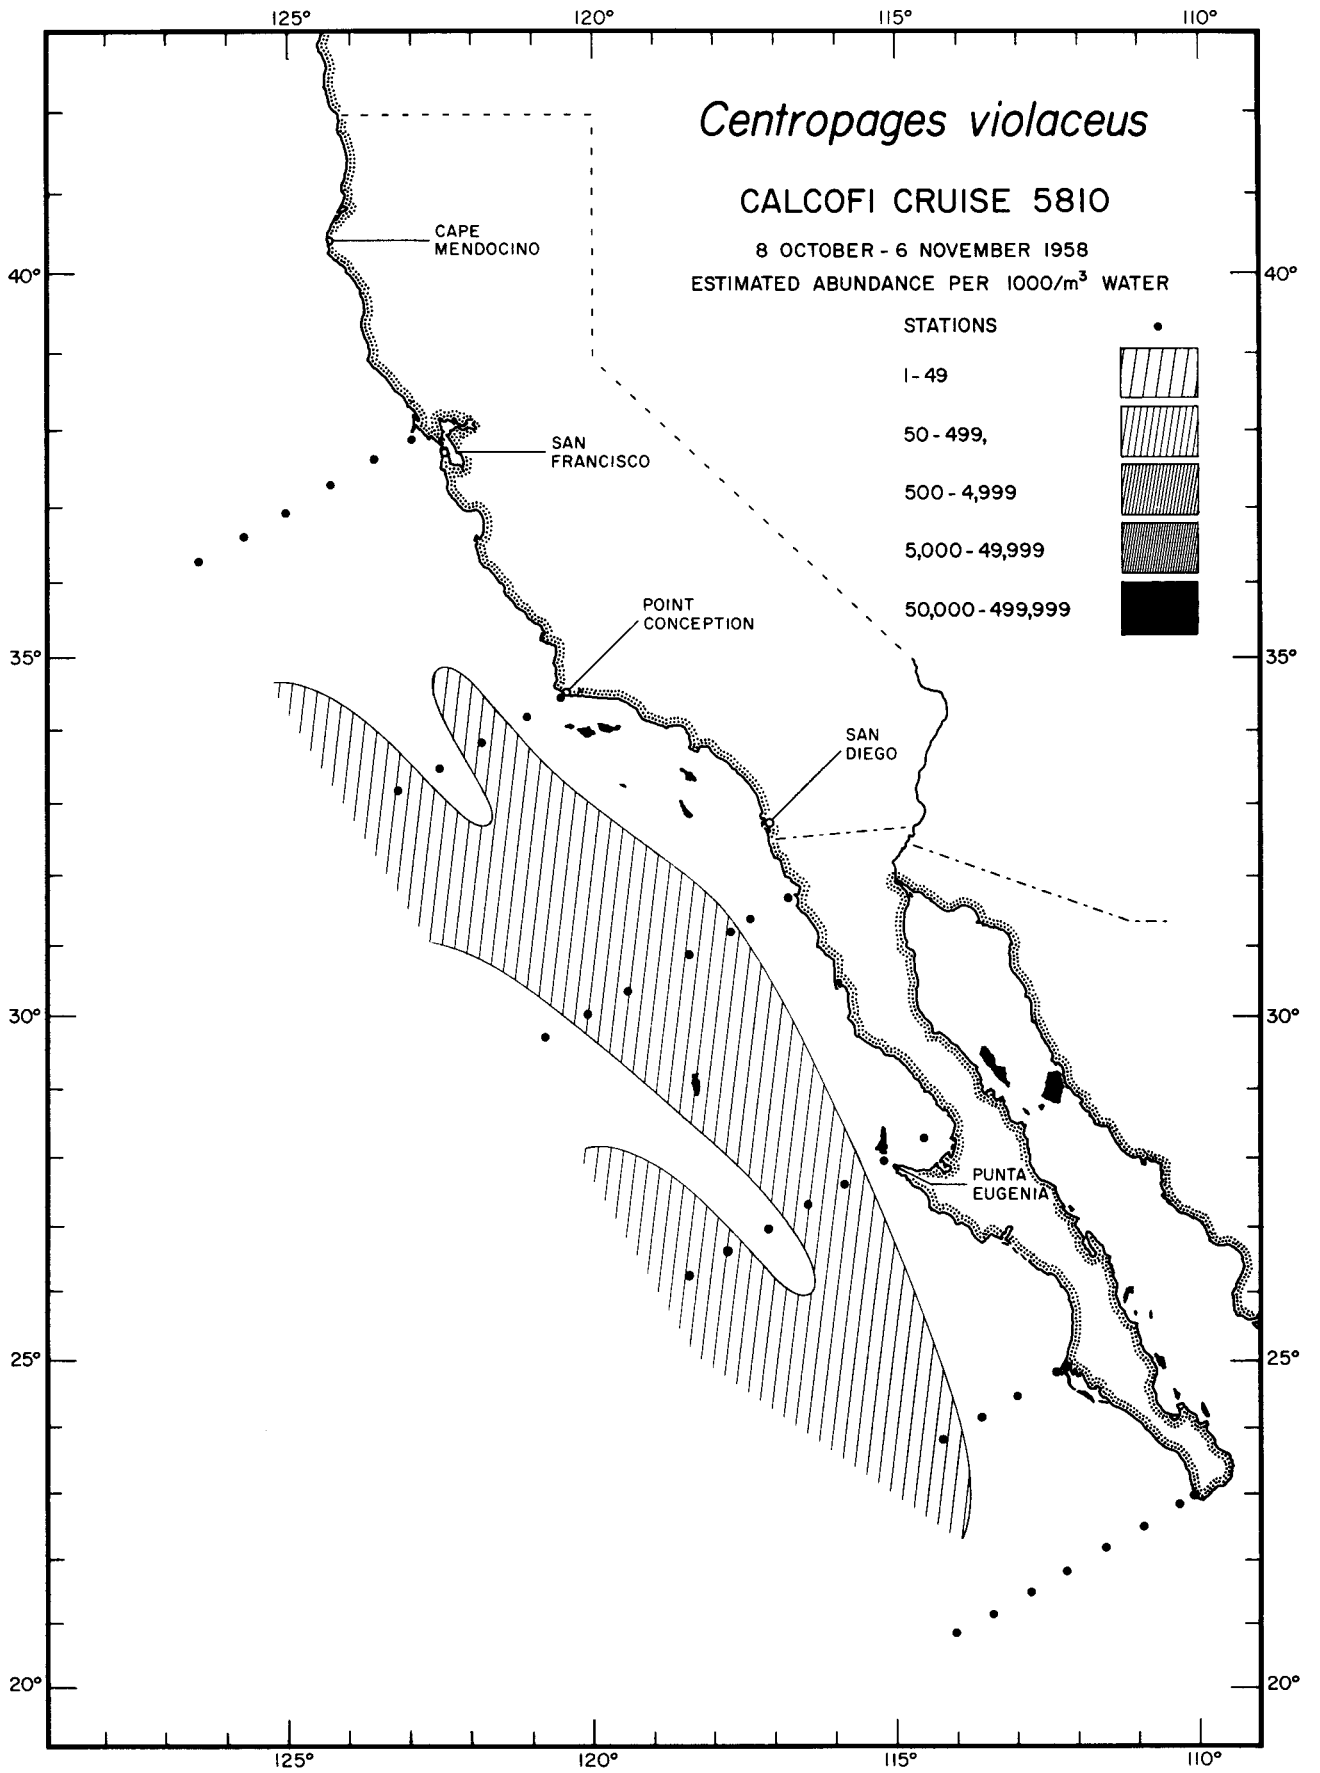 125° 120° 115° 110°
Centropages violaceus
CALCOFI CRUISE 5810
8 OCTOBER - 6 NOVEMBER 1958
ESTIMATED ABUNDANCE PER 1000/m³ WATER
STATIONS
1-49
50-499,
500-4,999
5,000-49,999
50,000-499,999
CAPE
MENDOCINO
40° 40°
SAN
FRANCISCO
POINT
CONCEPTION
35° 35°
SAN
DIEGO
30° 30°
PUNTA
EUGENIA
25° 25°
20° 20°
125° 120° 115° 110°